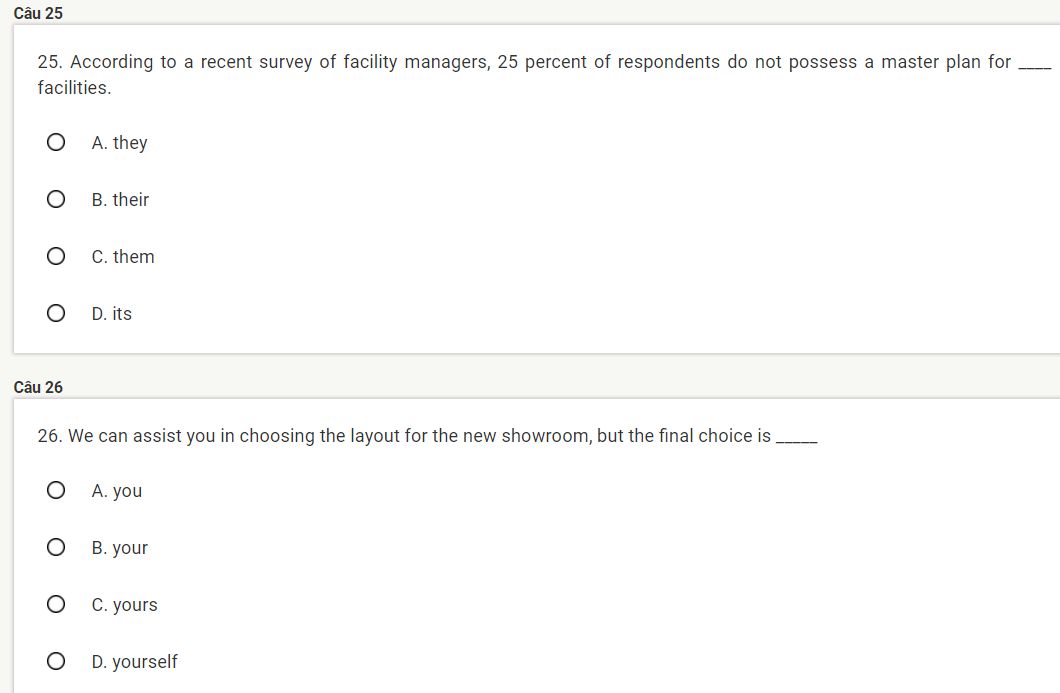 Câu 25
25. According to a recent survey of facility managers, 25 percent of respondents do not possess a master plan for ____
facilities.
A. they
B. their
C. them
D. its
Câu 26
26. We can assist you in choosing the layout for the new showroom, but the final choice is _____
A. you
B. your
C. yours
D. yourself